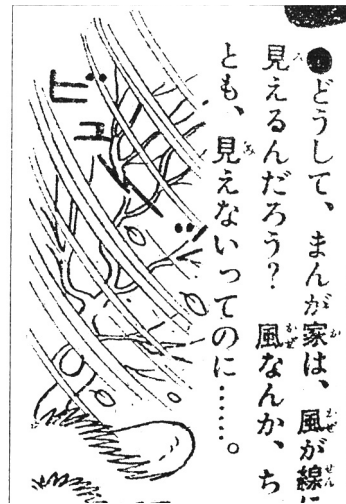 ●どうして、まんが家は、風が線に
見えるんだろう？　風なんか、ち
とも、見えないってのに……。
ビュッ